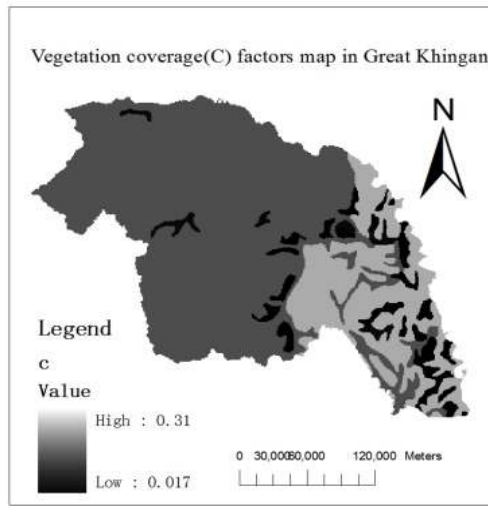 Vegetation coverage(C) factors map in Great Khingan
N
Legend
c
Value
High : 0.31
Low : 0.017
0 30,00060,000 120,000 Meters